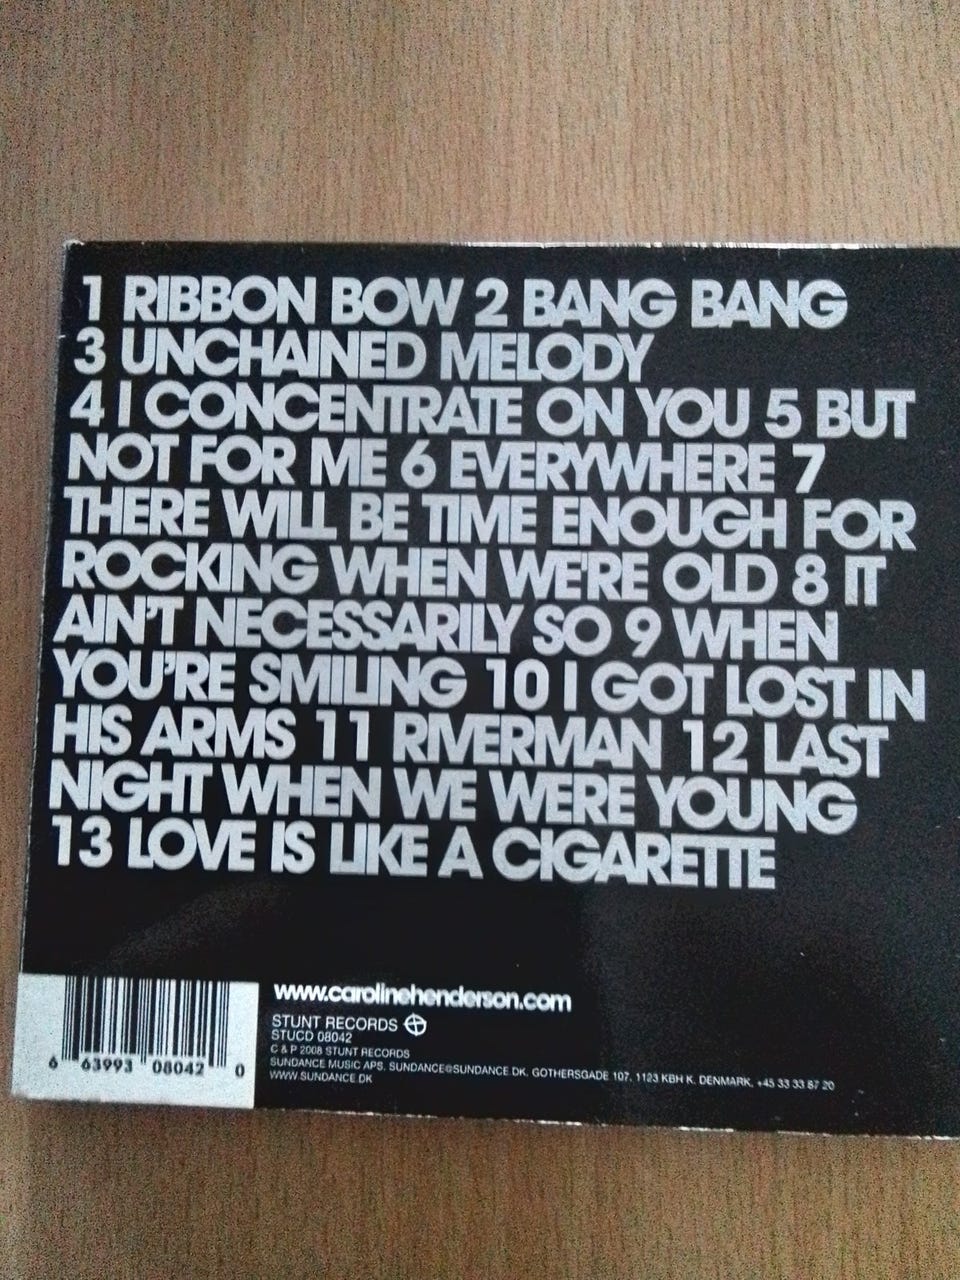 1 RIBBON BOW 2 BANG BANG
3 UNCHAINED MELODY
4 I CONCENTRATE ON YOU 5 BUT
NOT FOR ME 6 EVERYWHERE 7
THERE WILL BE TIME ENOUGH FOR
ROCKING WHEN WE'RE OLD 8 IT
AIN'T NECESSARILY SO 9 WHEN
YOU'RE SMILING 10 I GOT LOST IN
HIS ARMS 11 RIVERMAN 12 LAST
NIGHT WHEN WE WERE YOUNG
13 LOVE IS LIKE A CIGARETTE
www.carolinehenderson.com
STUNT RECORDS
STUCD 08042
C & P 2008 STUNT RECORDS
SUNDANCE MUSIC APS. SUNDANCE@SUNDANCE.DK, GOTHERSGADE 107, 1123 KBH K. DENMARK, +45 33 33 87 20
WWW.SUNDANCE.DK
6 63993 08042 0